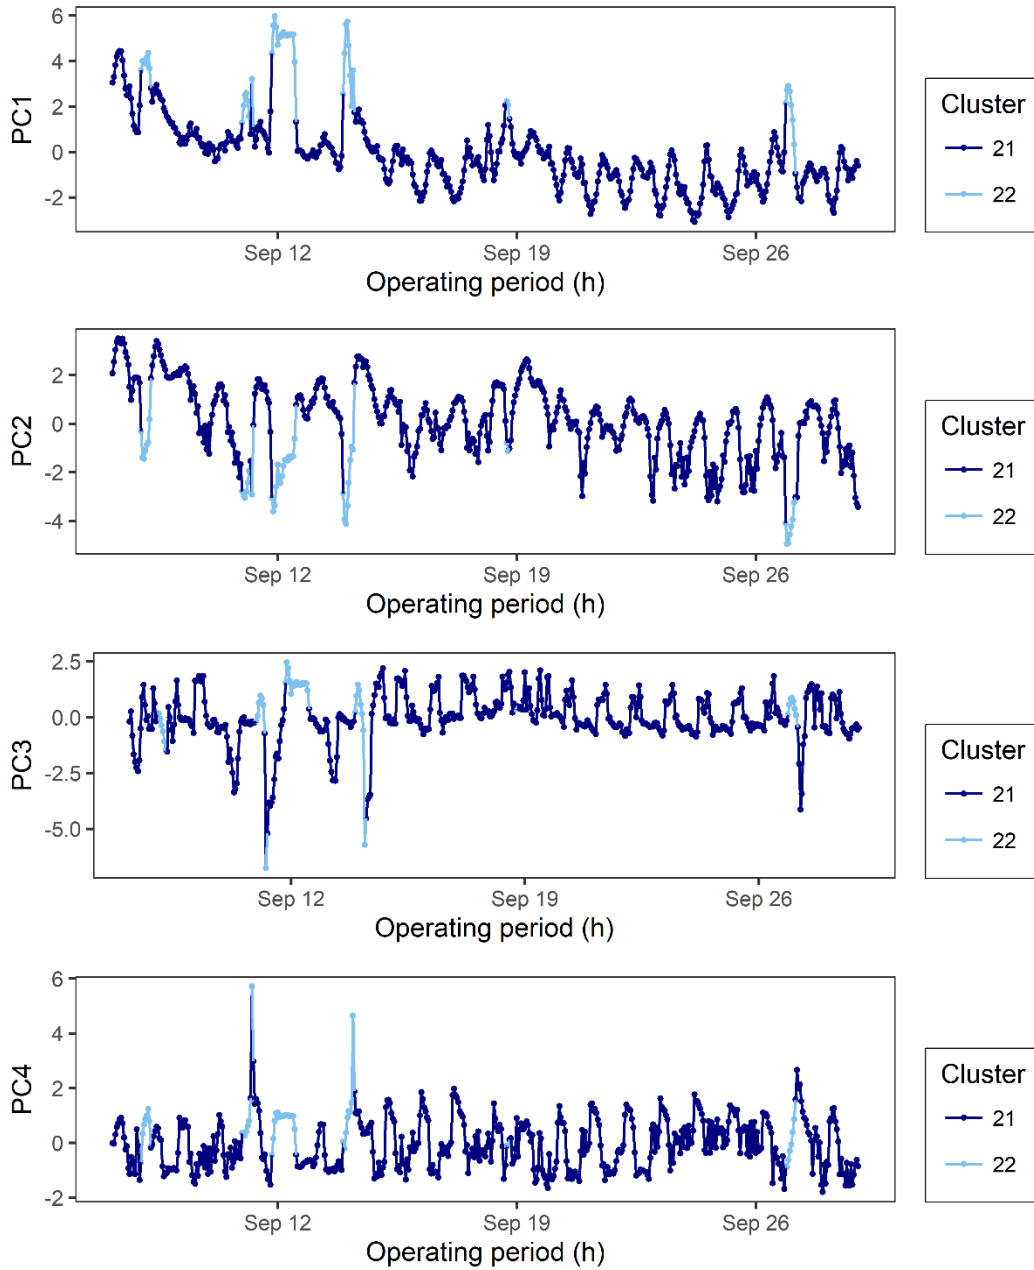 6
4
2
0
-2
PC1
Sep 12
Sep 19
Sep 26
Operating period (h)
Cluster
21
22
2
0
-2
-4
PC2
Sep 12
Sep 19
Sep 26
Operating period (h)
Cluster
21
22
2.5
0.0
-2.5
-5.0
PC3
Sep 12
Sep 19
Sep 26
Operating period (h)
Cluster
21
22
6
4
2
0
-2
PC4
Sep 12
Sep 19
Sep 26
Operating period (h)
Cluster
21
22